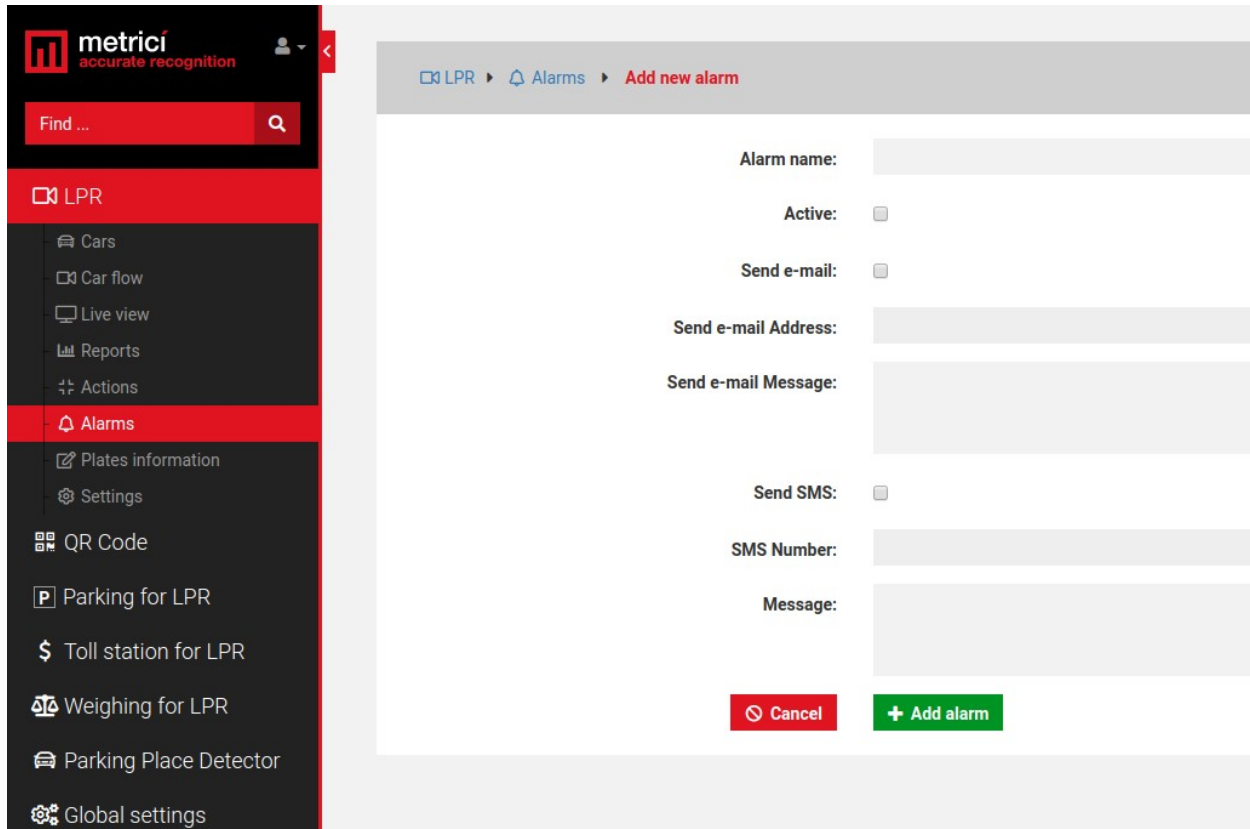 metrici
accurate recognition
Find ...
LPR
Cars
Car flow
Live view
Reports
Actions
Alarms
Plates information
Settings
QR Code
P Parking for LPR
$ Toll station for LPR
Weighing for LPR
Parking Place Detector
Global settings
LPR Alarms Add new alarm
Alarm name:
Active:
Send e-mail:
Send e-mail Address:
Send e-mail Message:
Send SMS:
SMS Number:
Message:
Cancel + Add alarm